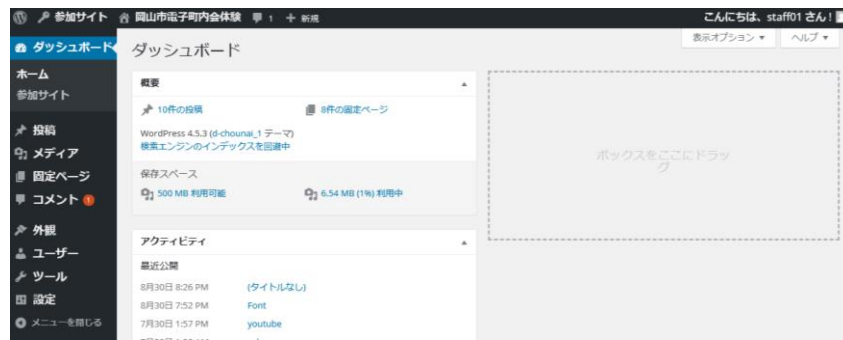 参加サイト 岡山市電子町内会体験 1 + 新規 こんにちは、staff01 さん!
ダッシュボード
ダッシュボード
表示オプション ▼ ヘルプ ▼
ホーム
参加サイト
投稿
メディア
固定ページ
コメント 1
外観
ユーザー
ツール
設定
メニューを閉じる
概要
10件の投稿 8件の固定ページ
WordPress 4.5.3 (d-chounai_1 テーマ)
検索エンジンのインデックスを回避中
保存スペース
500 MB 利用可能 6.54 MB (1%) 利用中
アクティビティ
最近公開
8月30日 8:26 PM (タイトルなし)
8月30日 7:52 PM Font
7月30日 1:57 PM youtube
ボックスをここにドラッ
グ